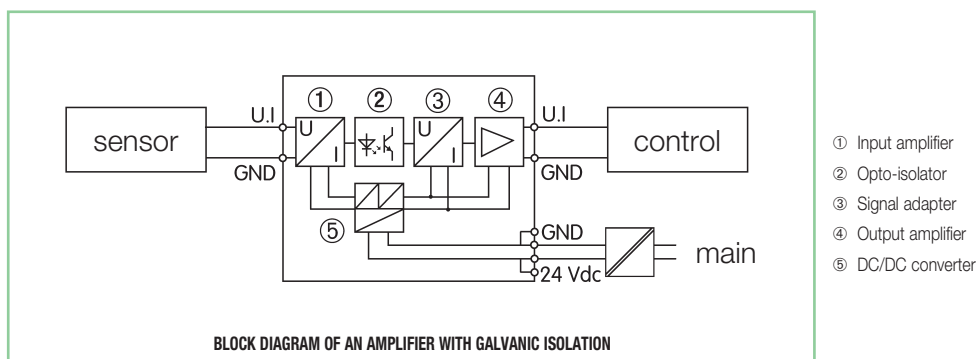 ① ② ③ ④
U.I U.I
sensor
U
I
U
I
control
GND GND
⑤
GND
main
24 Vdc
BLOCK DIAGRAM OF AN AMPLIFIER WITH GALVANIC ISOLATION
① Input amplifier
② Opto-isolator
③ Signal adapter
④ Output amplifier
⑤ DC/DC converter